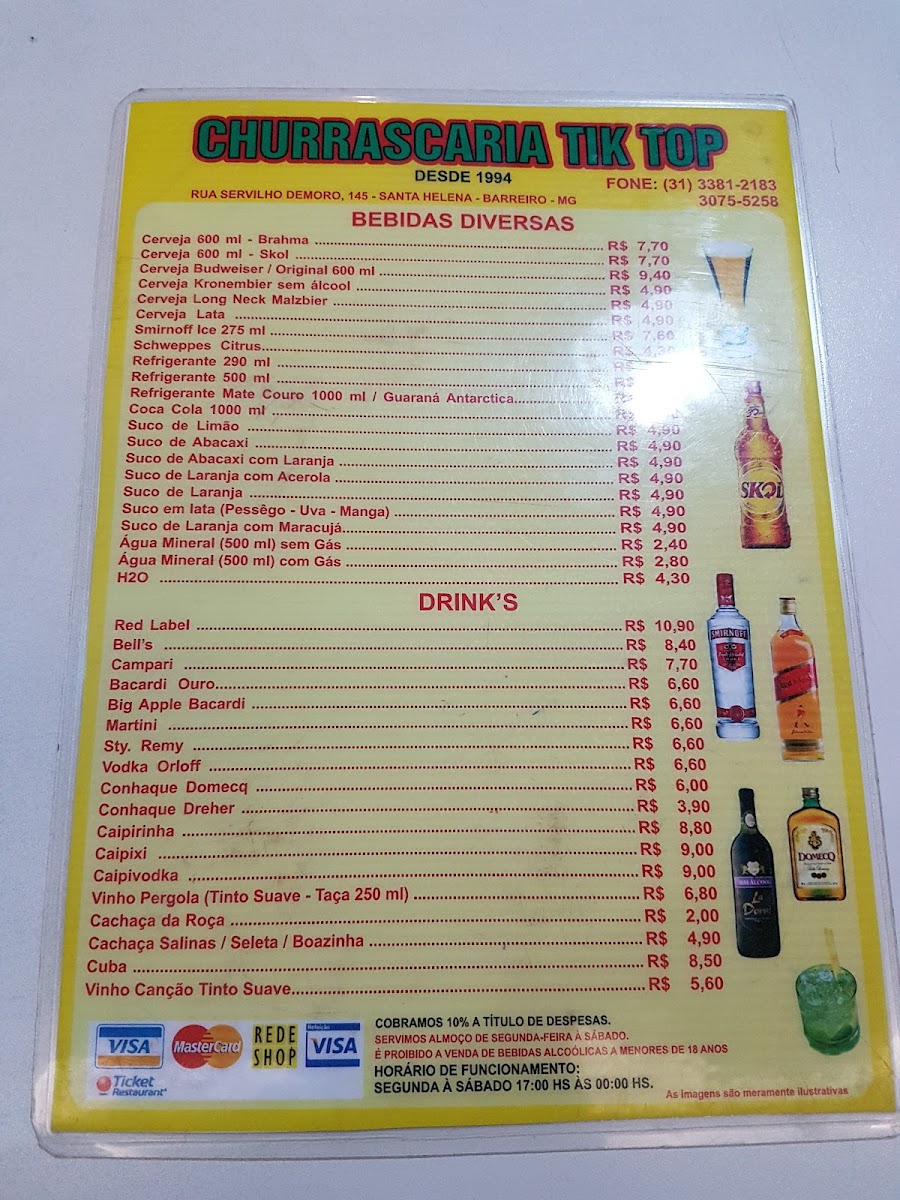 CHURRASCARIA TIK TOP
DESDE 1994
FONE: (31) 3381-2183
3075-5258
RUA SERVILHO DEMORO, 145 - SANTA HELENA - BARREIRO - MG
BEBIDAS DIVERSAS
Cerveja 600 ml - Brahma R$ 7,70
Cerveja 600 ml - Skol R$ 7,70
Cerveja Budweiser / Original 600 ml R$ 9,40
Cerveja Kronembier sem álcool R$ 4,90
Cerveja Long Neck Malzbier R$ 4,90
Cerveja Lata R$ 4,90
Smirnoff Ice 275 ml R$ 7,60
Schweppes Citrus R$
Refrigerante 290 ml R$
Refrigerante 500 ml R$
Refrigerante Mate Couro 1000 ml / Guaraná Antarctica
Coca Cola 1000 ml
Suco de Limão R$ 4,90
Suco de Abacaxi R$ 4,90
Suco de Abacaxi com Laranja R$ 4,90
Suco de Laranja com Acerola R$ 4,90
Suco de Laranja R$ 4,90
Suco em lata (Pessêgo - Uva - Manga) R$ 4,90
Suco de Laranja com Maracujá R$ 4,90
Água Mineral (500 ml) sem Gás R$ 2,40
Água Mineral (500 ml) com Gás R$ 2,80
H2O R$ 4,30
SKOL
DRINK'S
Red Label R$ 10,90
Bell's R$ 8,40
Campari R$ 7,70
Bacardi Ouro R$ 6,60
Big Apple Bacardi R$ 6,60
Martini R$ 6,60
Sty. Remy R$ 6,60
Vodka Orloff R$ 6,60
Conhaque Domecq R$ 6,00
Conhaque Dreher R$ 3,90
Caipirinha R$ 8,80
Caipixi R$ 9,00
Caipivodka R$ 9,00
Vinho Pergola (Tinto Suave - Taça 250 ml) R$ 6,80
Cachaça da Roça R$ 2,00
Cachaça Salinas / Seleta / Boazinha R$ 4,90
Cuba R$ 8,50
Vinho Canção Tinto Suave R$ 5,60
SMIRNOFF
DOMECQ
VISA
MasterCard
REDE
SHOP
Refeição
VISA
Ticket
Restaurant
COBRAMOS 10% A TÍTULO DE DESPESAS.
SERVIMOS ALMOÇO DE SEGUNDA-FEIRA À SÁBADO.
É PROIBIDO A VENDA DE BEBIDAS ALCOÓLICAS A MENORES DE 18 ANOS
HORÁRIO DE FUNCIONAMENTO:
SEGUNDA À SÁBADO 17:00 HS ÀS 00:00 HS.
As imagens são meramente ilustrativas